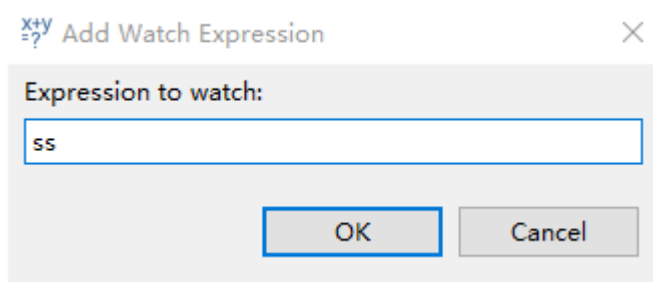 x+y
=?
Add Watch Expression
Expression to watch:
ss
OK
Cancel